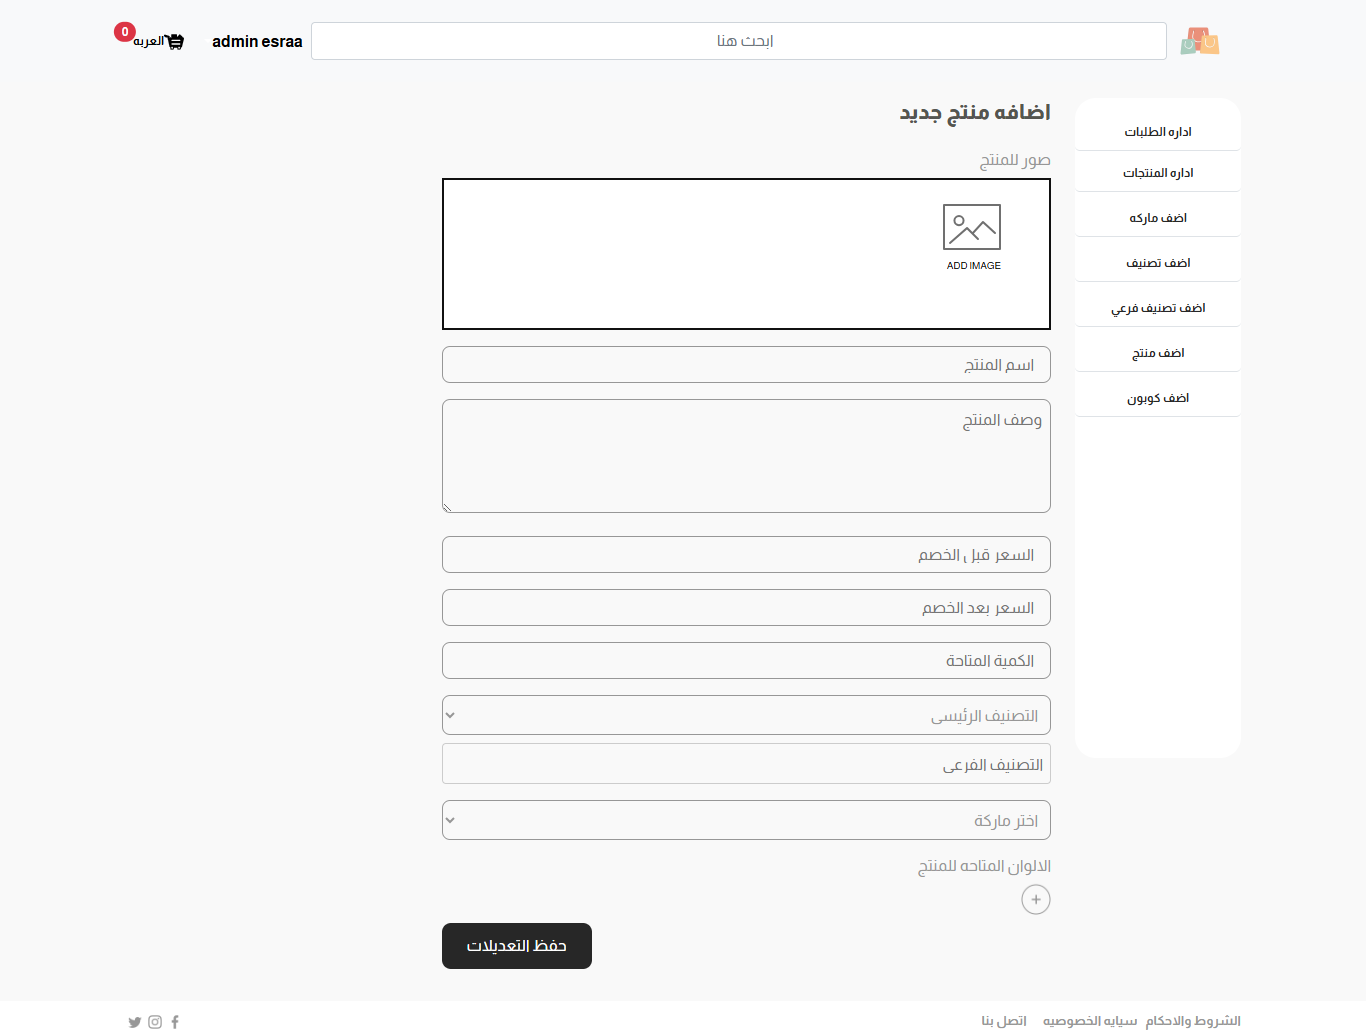 ابحث هنا
admin esraa
العربه
0
اداره الطلبات
اداره المنتجات
اضف ماركه
اضف تصنيف
اضف تصنيف فرعي
اضف منتج
اضف كوبون
اضافه منتج جديد
صور للمنتج
ADD IMAGE
اسم المنتج
وصف المنتج
السعر قبل الخصم
السعر بعد الخصم
الكمية المتاحة
التصنيف الرئيسي
التصنيف الفرعي
اختر ماركة
الالوان المتاحه للمنتج
+
حفظ التعديلات
الشروط والاحكام سيايه الخصوصيه اتصل بنا